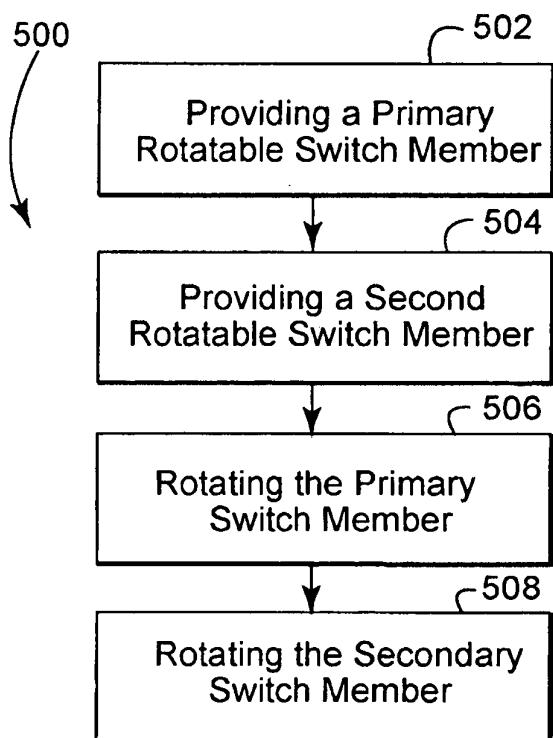 500
502
Providing a Primary
Rotatable Switch Member
504
Providing a Second
Rotatable Switch Member
506
Rotating the Primary
Switch Member
508
Rotating the Secondary
Switch Member